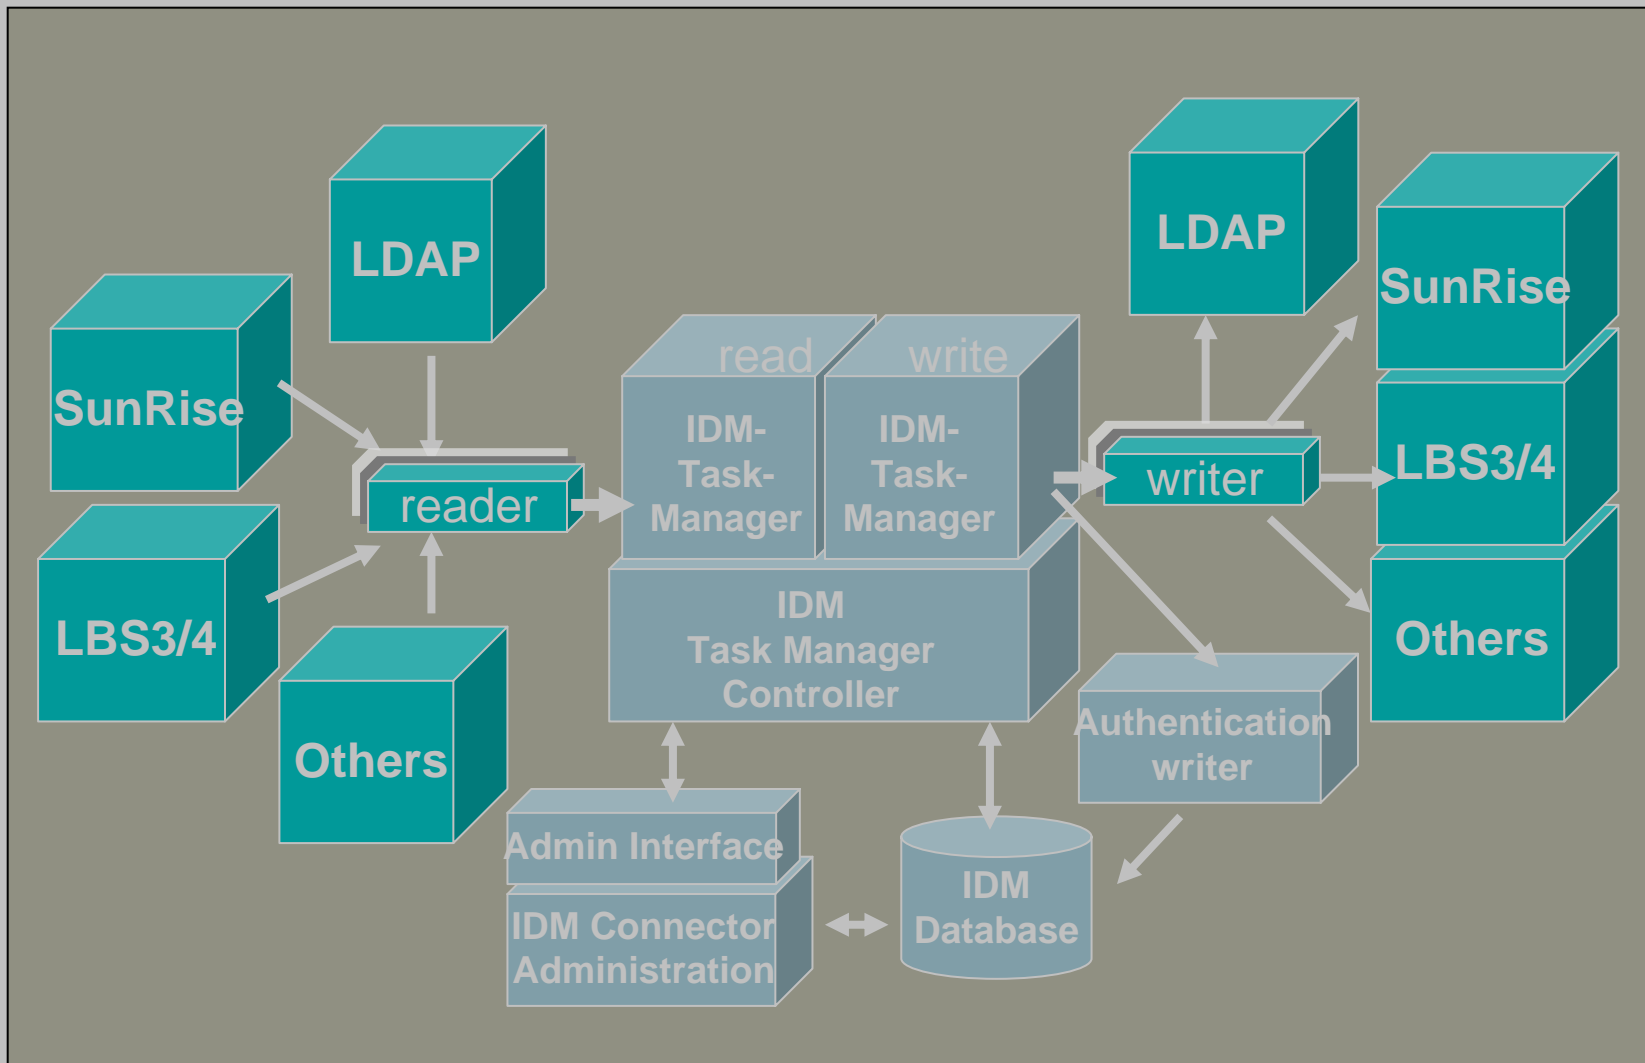 LDAP
SunRise
reader
LBS3/4
Others
read
write
IDM-
Task-
Manager
IDM-
Task-
Manager
IDM
Task Manager
Controller
Admin Interface
IDM Connector
Administration
IDM
Database
LDAP
SunRise
writer
LBS3/4
Others
Authentication
writer